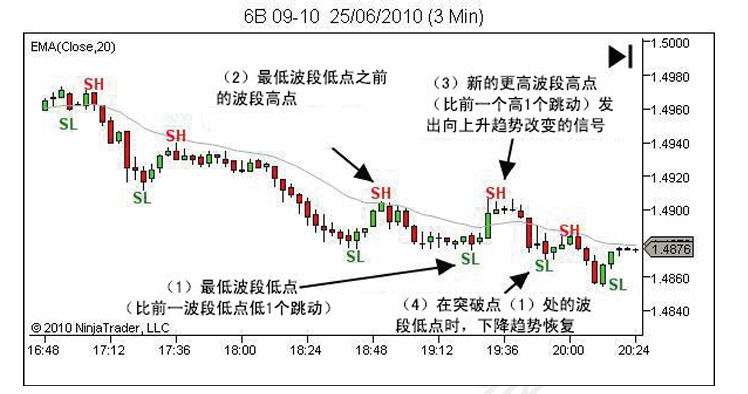 6B 09-10 25/06/2010 (3 Min)
EMA(Close,20)
1.5000
1.4980
1.4960
1.4940
1.4920
1.4900
1.4876
1.4860
1.4840
（2）最低波段低点之前
的波段高点
（3）新的更高波段高点
（比前一个高1个跳动）发
出向上升趋势改变的信号
SH
SL
SH
SL
SH
SL
SH
SL
SH
SL
SL
（1）最低波段低点
（比前一波段低点低1个跳动）
（4）在突破点（1）处的波
段低点时，下降趋势恢复
© 2010 NinjaTrader, LLC
16:48 17:12 17:36 18:00 18:24 18:48 19:12 19:36 20:00 20:24